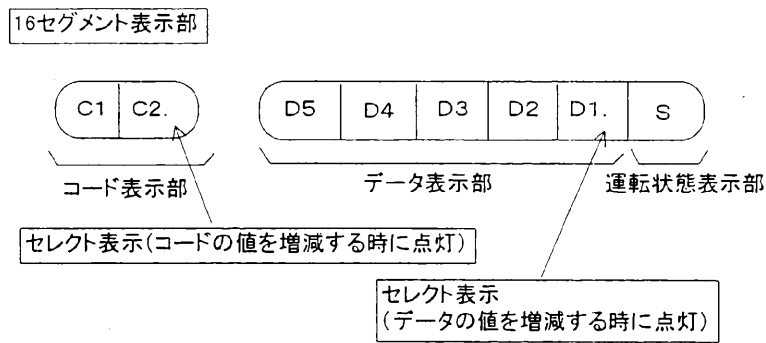 16セグメント表示部
C1 C2. D5 D4 D3 D2 D1. S
コード表示部 データ表示部 運転状態表示部
セレクト表示(コードの値を増減する時に点灯)
セレクト表示
(データの値を増減する時に点灯)